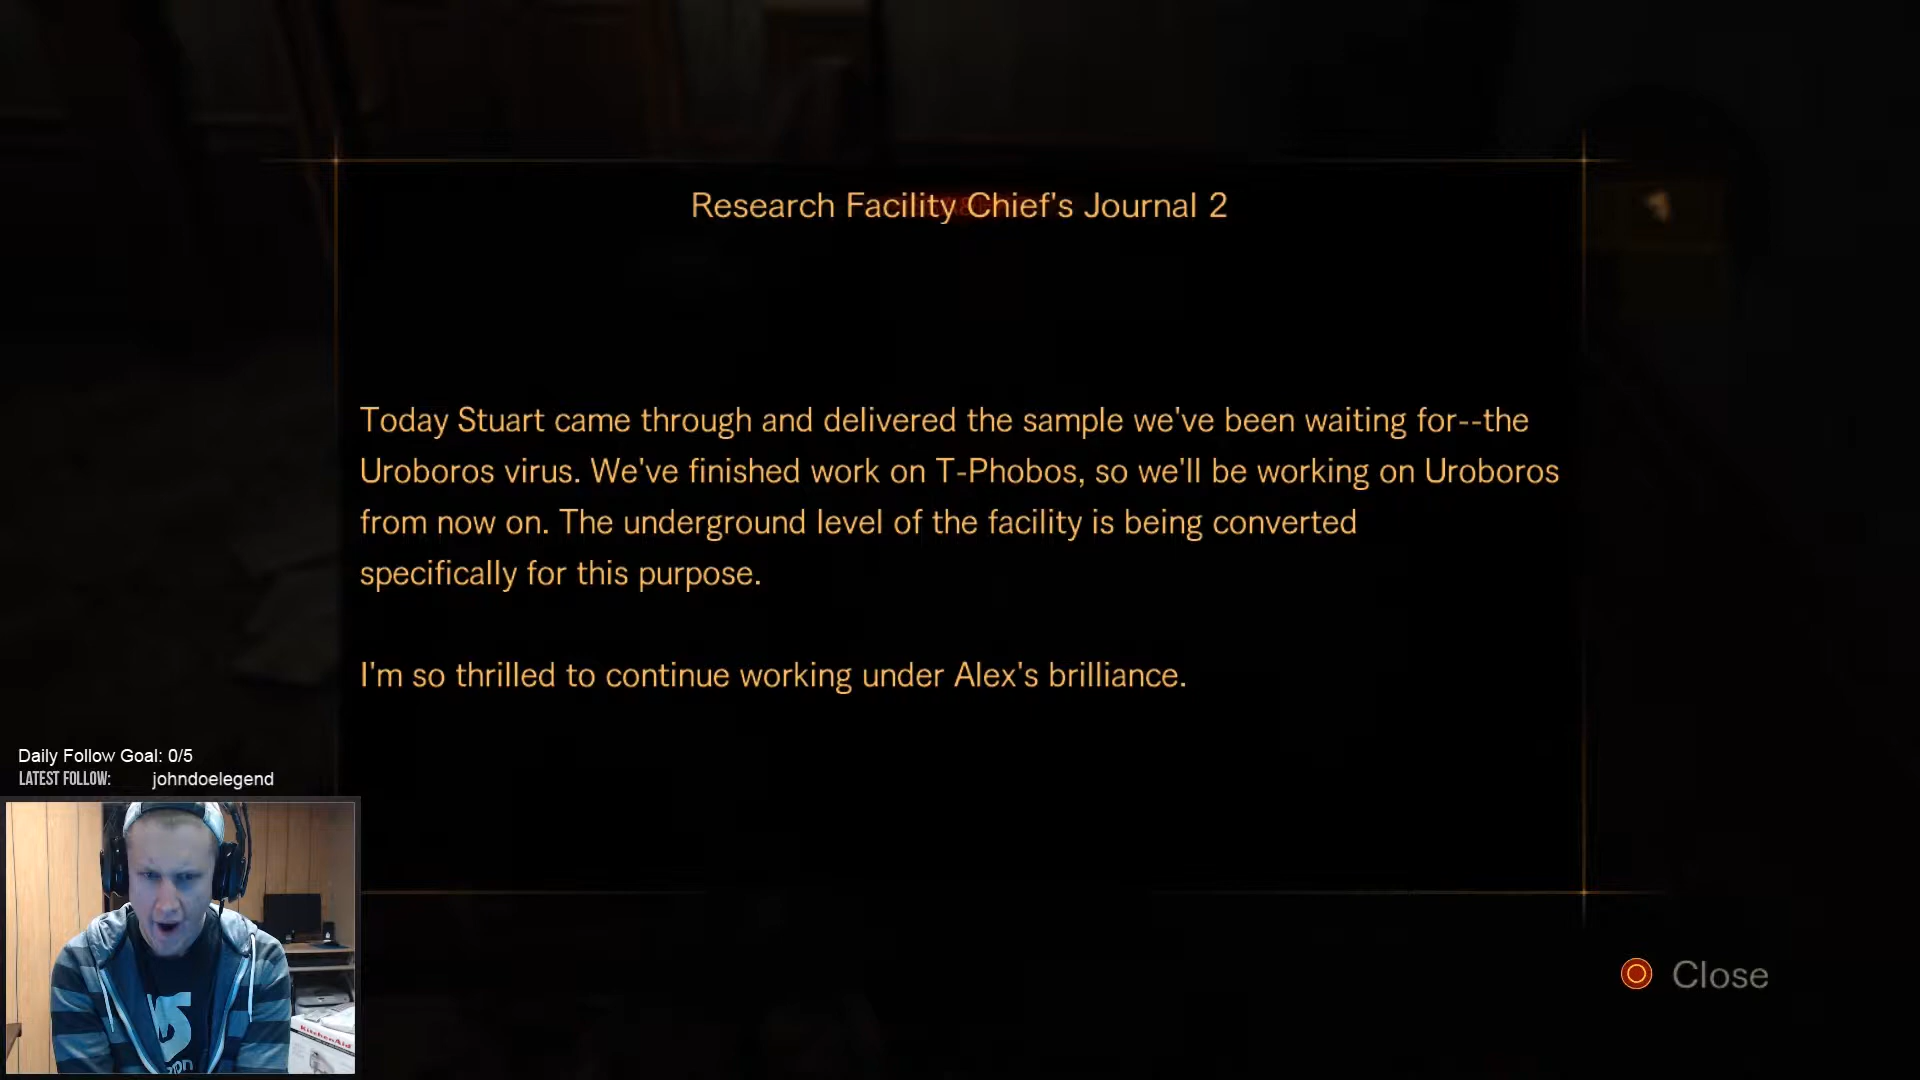 Research Facility Chief's Journal 2
Today Stuart came through and delivered the sample we've been waiting for--the
Uroboros virus. We've finished work on T-Phobos, so we'll be working on Uroboros
from now on. The underground level of the facility is being converted
specifically for this purpose.
I'm so thrilled to continue working under Alex's brilliance.
Daily Follow Goal: 0/5
LATEST FOLLOW: johndoelegend
KitchenAid
Close